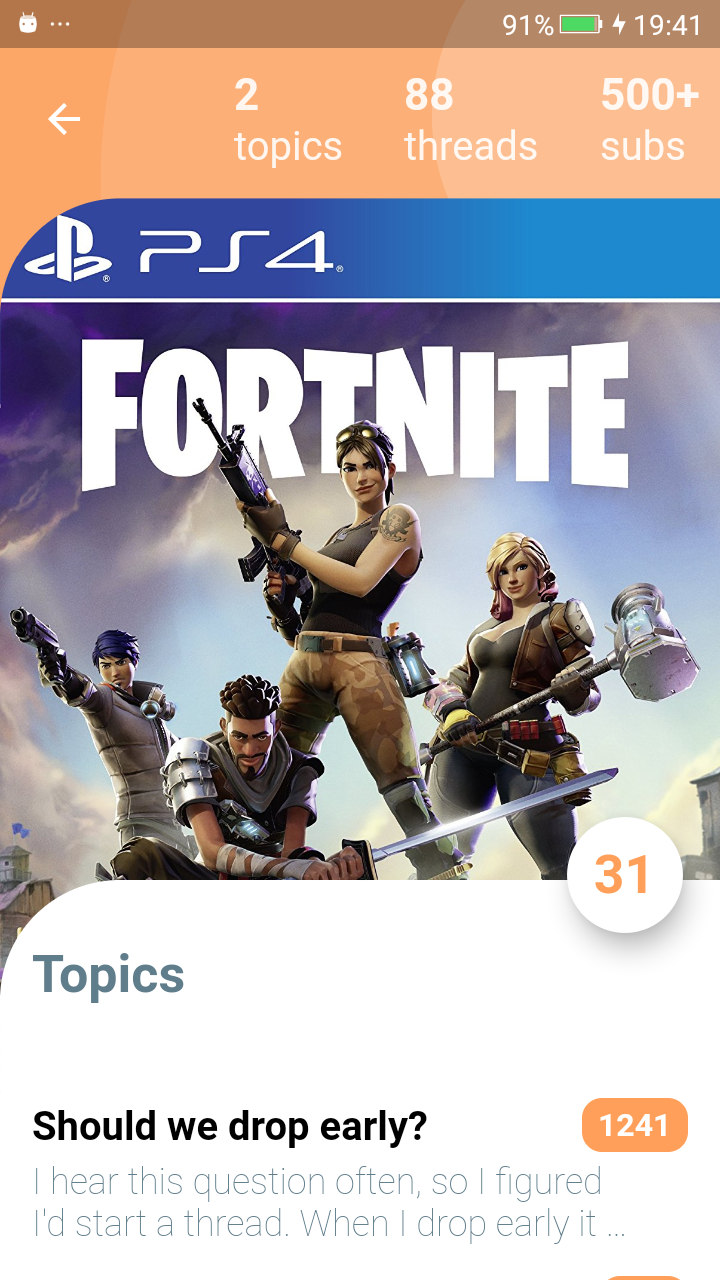 91% 19:41
2 88 500+
topics threads subs
PS4
FORTNITE
31
Topics
Should we drop early? 1241
I hear this question often, so I figured
I'd start a thread. When I drop early it ...